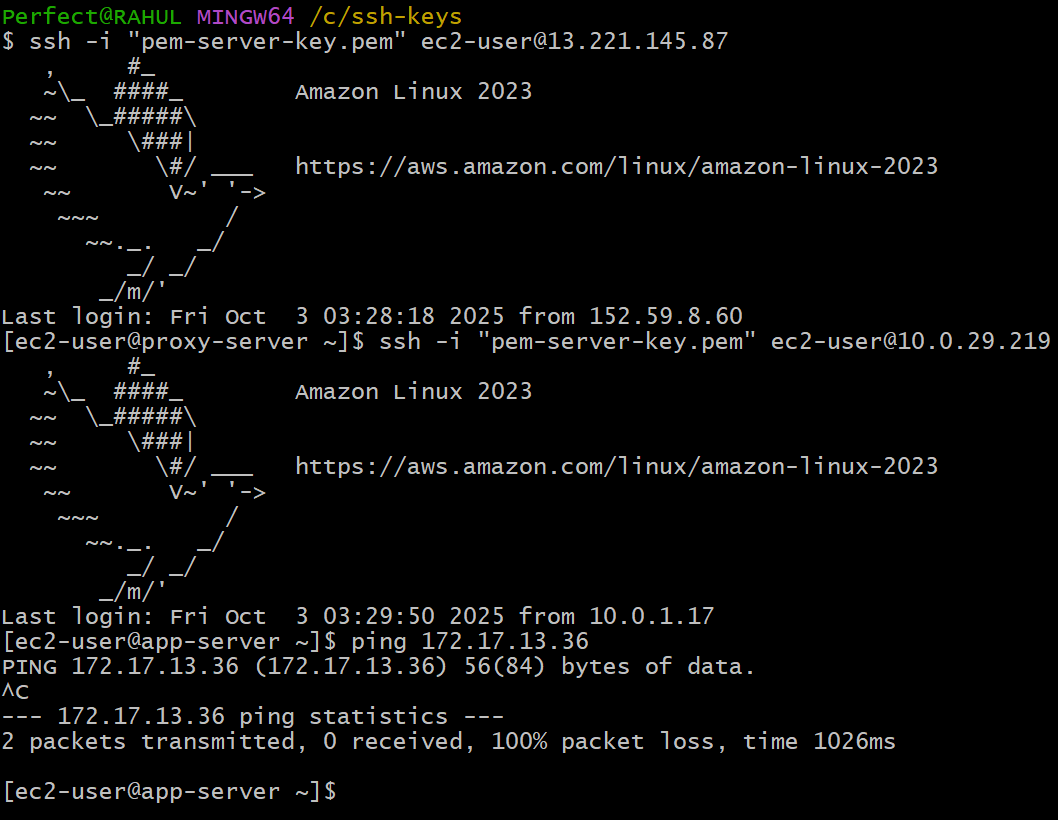 Perfect@RAHUL MINGW64 /c/ssh-keys
$ ssh -i "pem-server-key.pem" ec2-user@13.221.145.87
   ,     #_
   ~\_  ####_        Amazon Linux 2023
  ~~  \_#####\
  ~~     \###|
  ~~       \#/ ___   https://aws.amazon.com/linux/amazon-linux-2023
   ~~       V~' '->
    ~~~         /
      ~~._.   _/
         _/ _/
       _/m/'
Last login: Fri Oct  3 03:28:18 2025 from 152.59.8.60
[ec2-user@proxy-server ~]$ ssh -i "pem-server-key.pem" ec2-user@10.0.29.219
   ,     #_
   ~\_  ####_        Amazon Linux 2023
  ~~  \_#####\
  ~~     \###|
  ~~       \#/ ___   https://aws.amazon.com/linux/amazon-linux-2023
   ~~       V~' '->
    ~~~         /
      ~~._.   _/
         _/ _/
       _/m/'
Last login: Fri Oct  3 03:29:50 2025 from 10.0.1.17
[ec2-user@app-server ~]$ ping 172.17.13.36
PING 172.17.13.36 (172.17.13.36) 56(84) bytes of data.
^C
--- 172.17.13.36 ping statistics ---
2 packets transmitted, 0 received, 100% packet loss, time 1026ms

[ec2-user@app-server ~]$